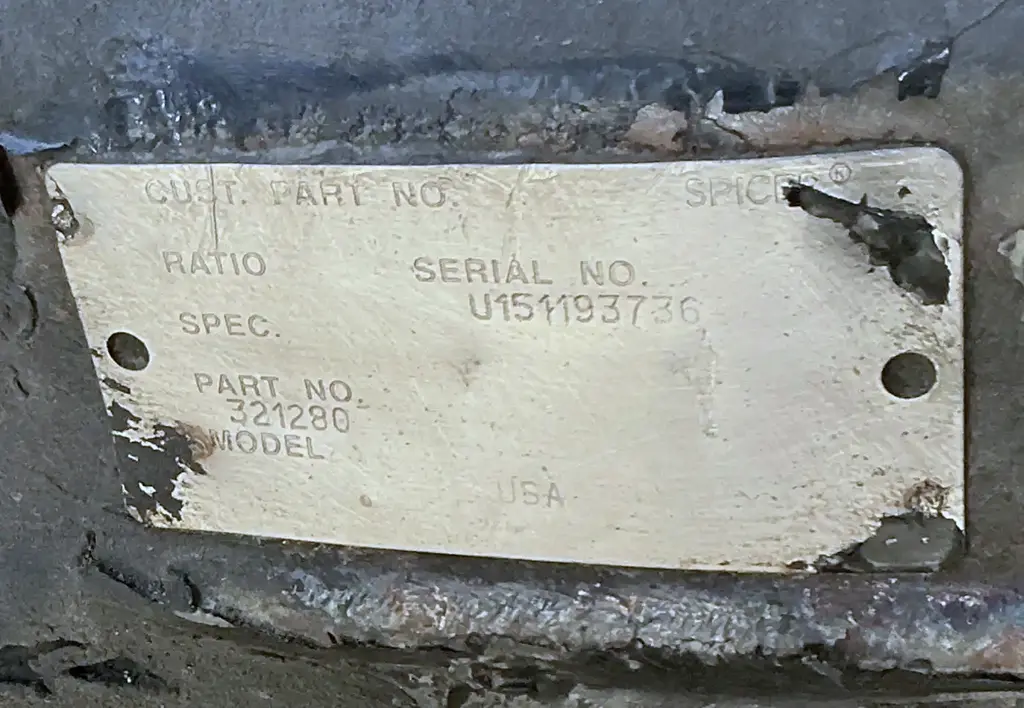 CUST. PART NO. SPICER®
RATIO
SERIAL NO.
U151193736
SPEC.
PART NO.
321280
MODEL
USA